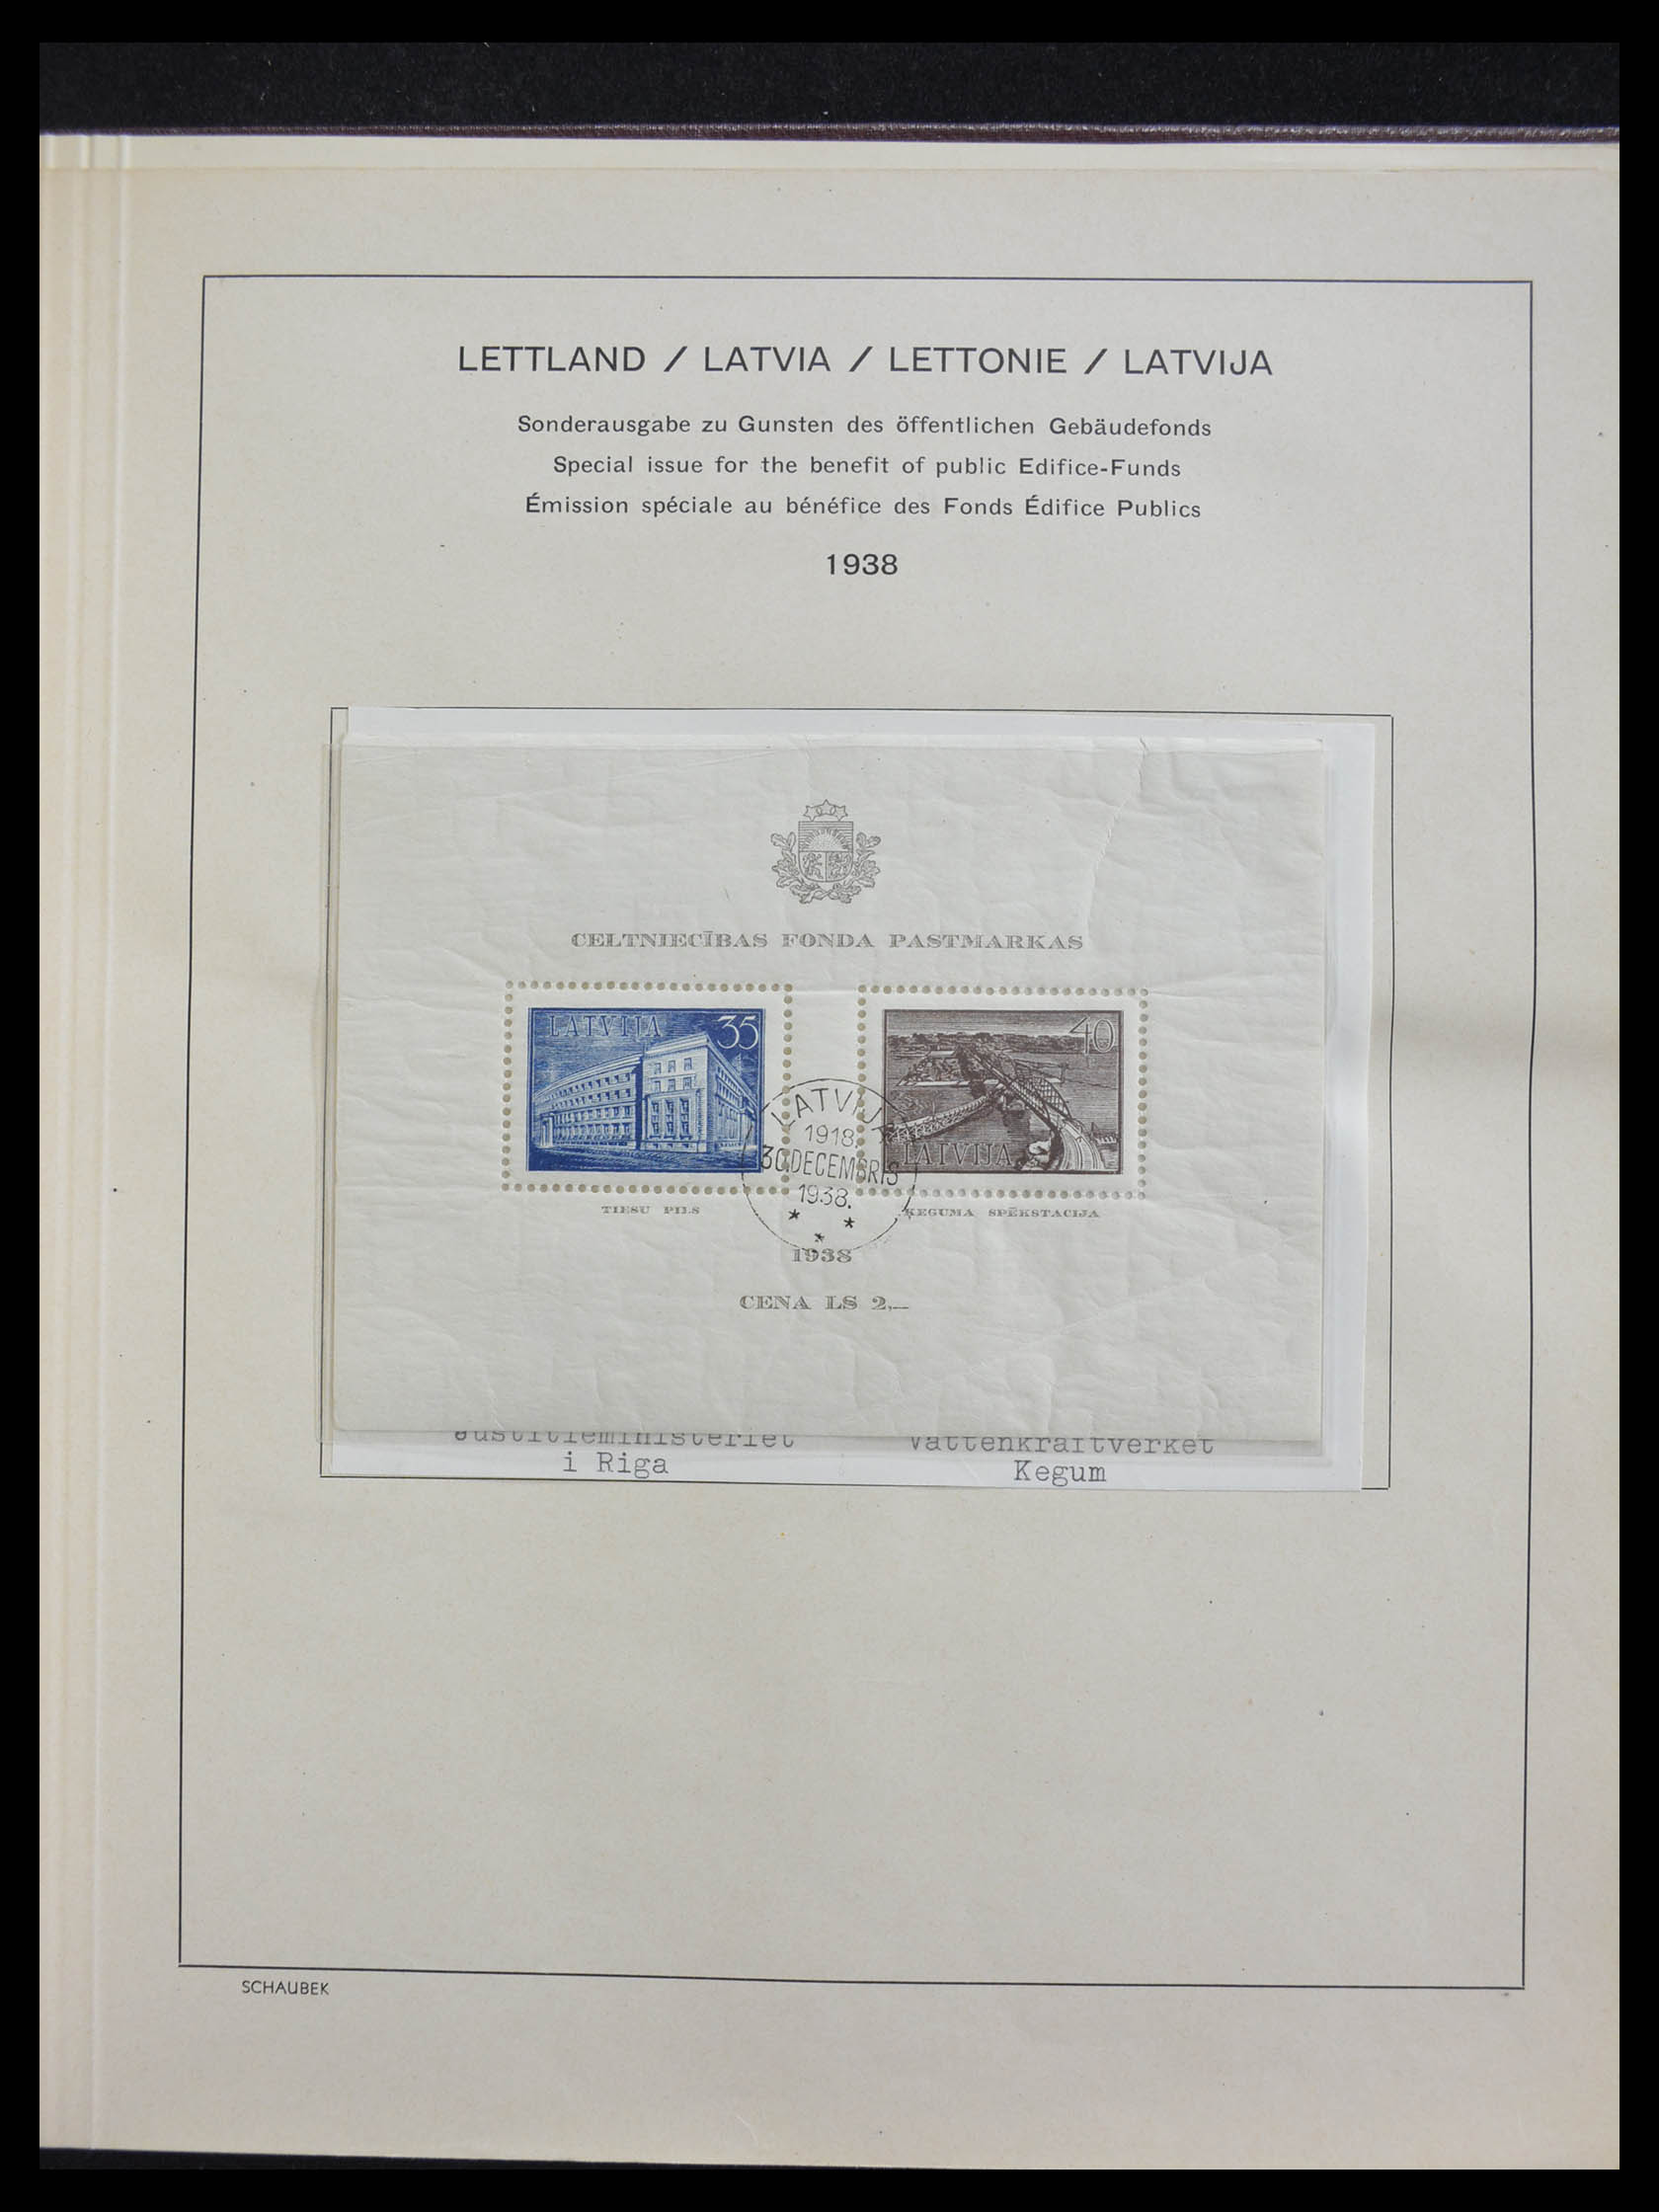 LETTLAND / LATVIA / LETTONIE / LATVIJA
Sonderausgabe zu Gunsten des öffentlichen Gebäudefonds
Special issue for the benefit of public Edifice-Funds
Émission spéciale au bénéfice des Fonds Édifice Publics
1938
CELTNIECĪBAS FONDA PASTMARKAS
LATVIJA 35
40
LATVIJA
LATVIJA
1918.
30.DECEMBRIS
1938.
TIESU PILS
ĶEGUMA SPĒKSTACIJA
1938
CENA LS 2.—
Justitieministeriet
i Riga
Vattenkraftverket
Kegum
SCHAUBEK